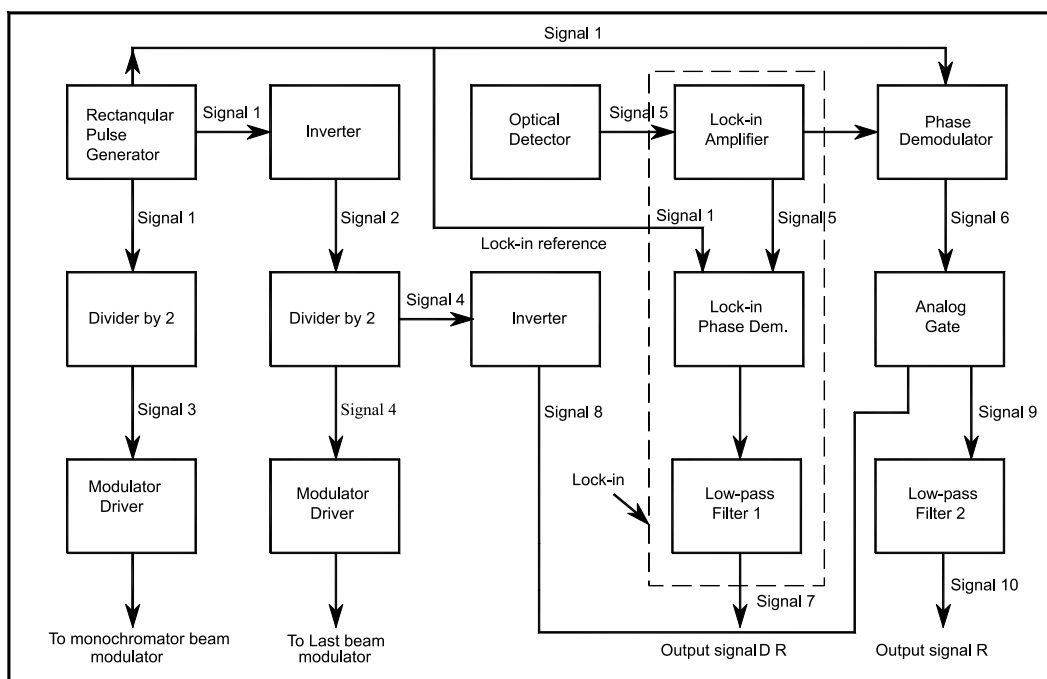 Signal 1
Rectanqular
Pulse
Generator
Signal 1
Inverter
Optical
Detector
Signal 5
Lock-in
Amplifier
Phase
Demodulator
Signal 1
Signal 2
Signal 1
Signal 5
Signal 6
Lock-in reference
Divider by 2
Divider by 2
Signal 4
Inverter
Lock-in
Phase Dem.
Analog
Gate
Signal 3
Signal 4
Signal 8
Signal 9
Modulator
Driver
Modulator
Driver
Lock-in
Low-pass
Filter 1
Low-pass
Filter 2
Signal 7
Signal 10
To monochromator beam
modulator
To Last beam
modulator
Output signal D R
Output signal R